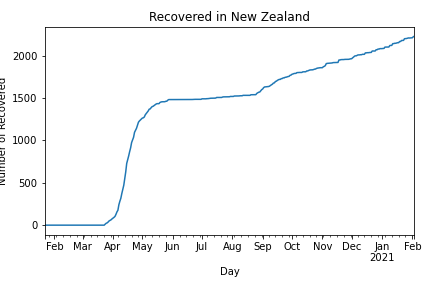 Recovered in New Zealand
Number of Recovered
2000
1500
1000
500
0
Feb Mar Apr May Jun Jul Aug Sep Oct Nov Dec Jan Feb
2021
Day